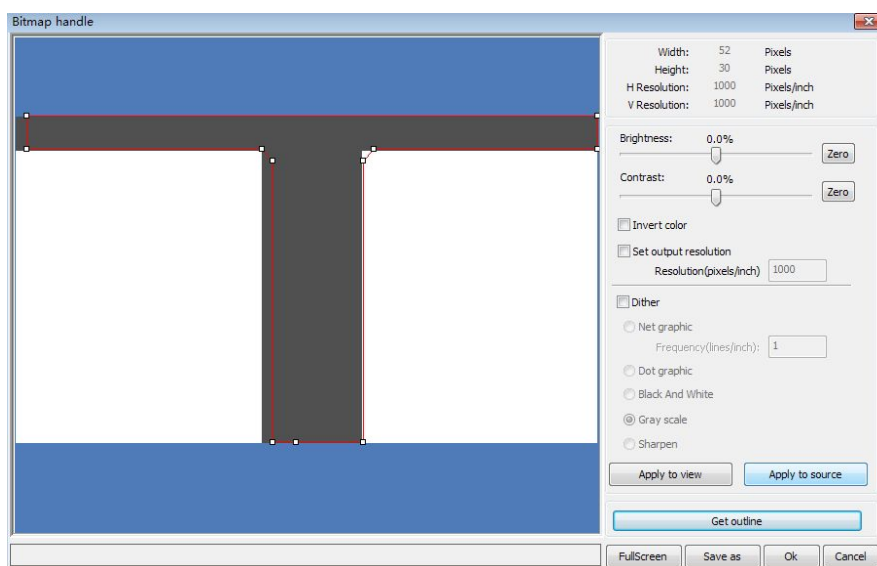 Bitmap handle
Width: 52 Pixels
Height: 30 Pixels
H Resolution: 1000 Pixels/inch
V Resolution: 1000 Pixels/inch
Brightness: 0.0%
Zero
Contrast: 0.0%
Zero
Invert color
Set output resolution
Resolution(pixels/inch) 1000
Dither
Net graphic
Frequency(lines/inch): 1
Dot graphic
Black And White
Gray scale
Sharpen
Apply to view Apply to source
Get outline
FullScreen Save as Ok Cancel